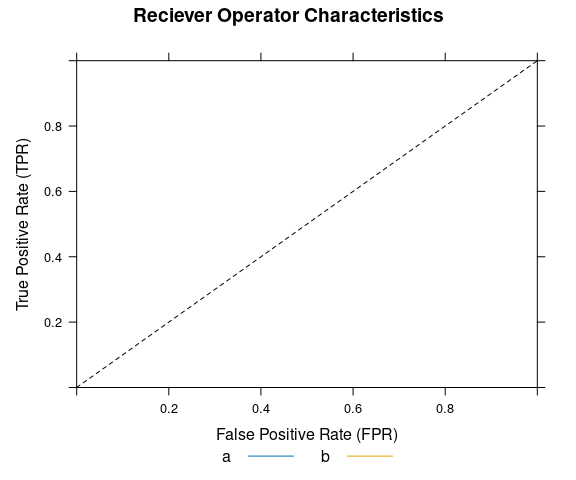 Reciever Operator Characteristics
True Positive Rate (TPR)
0.8
0.6
0.4
0.2
0.2 0.4 0.6 0.8
False Positive Rate (FPR)
a b